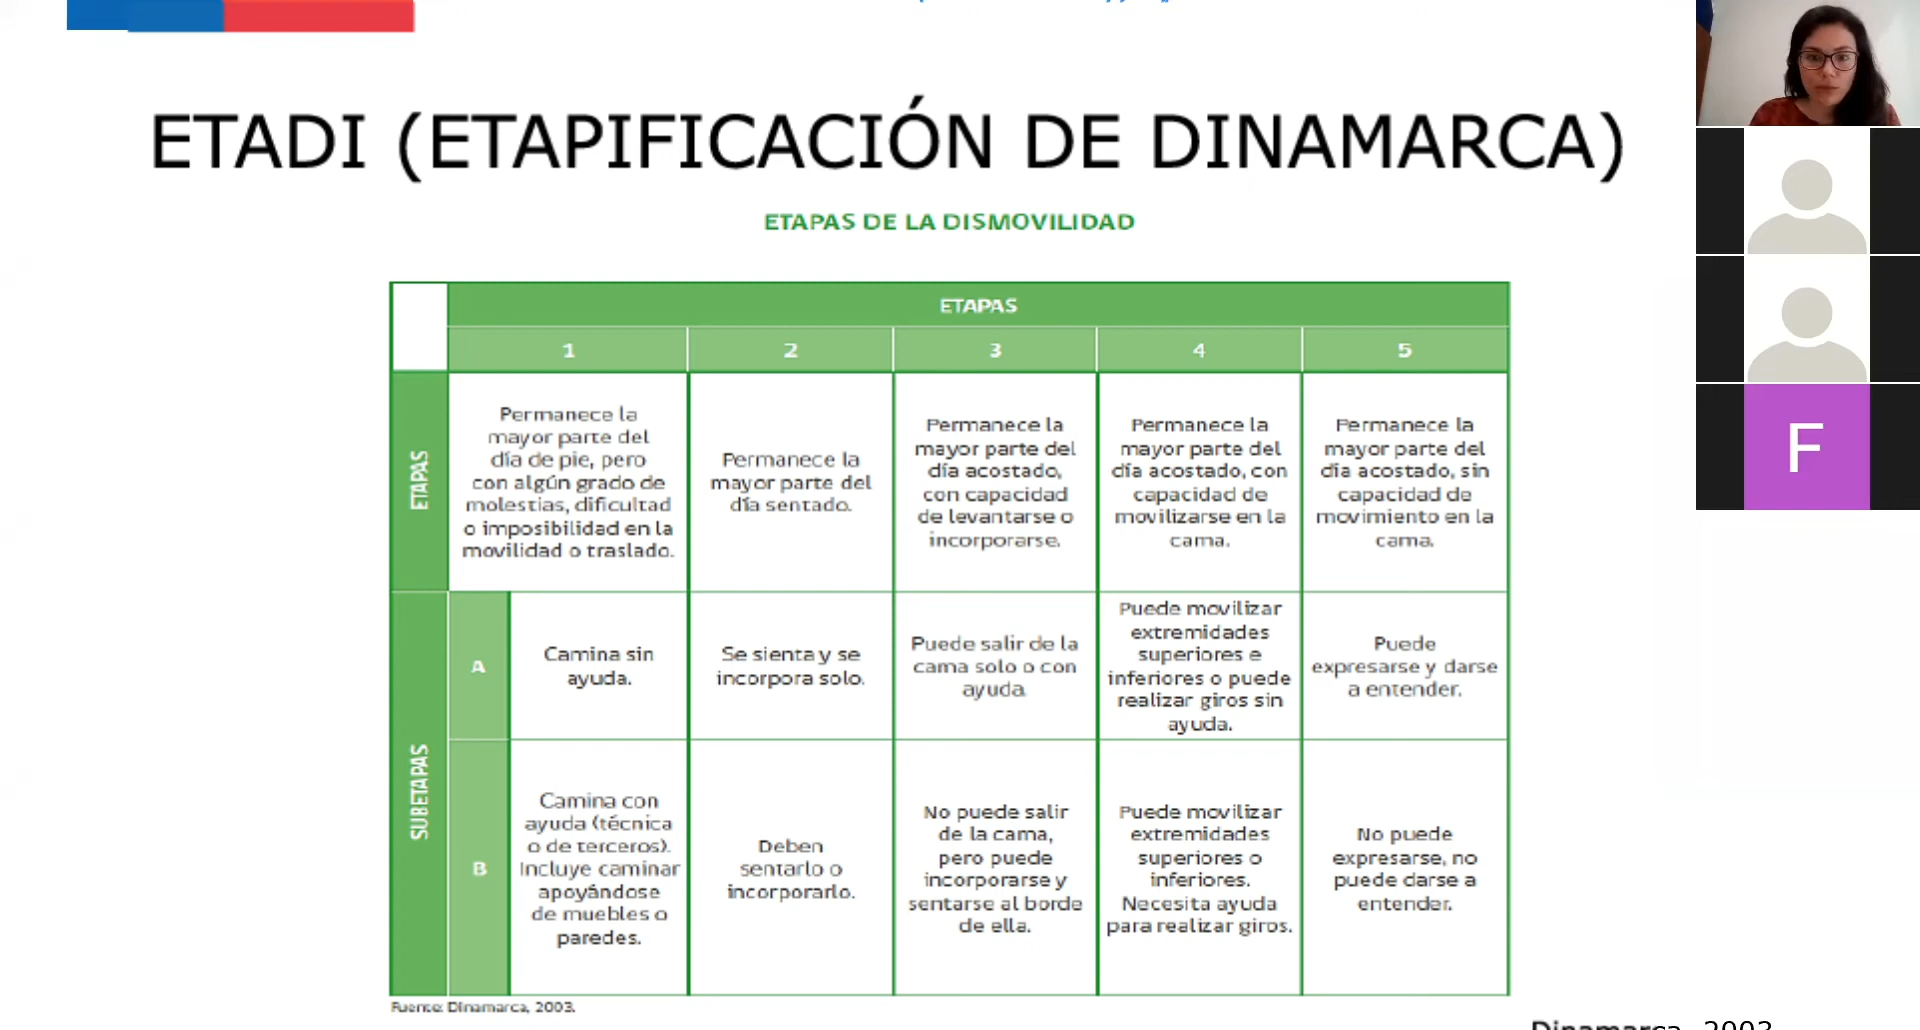 ETADI (ETAPIFICACIÓN DE DINAMARCA)
ETAPAS DE LA DISMOVILIDAD
ETAPAS
1
2
3
4
5
ETAPAS
Permanece la
mayor parte del
día de pie, pero
con algún grado de
molestias, dificultad
o imposibilidad en la
movilidad o traslado.
Permanece la
mayor parte del
día sentado.
Permanece la
mayor parte del
día acostado,
con capacidad
de levantarse o
incorporarse.
Permanece la
mayor parte del
día acostado, con
capacidad de
movilizarse en la
cama.
Permanece la
mayor parte del
día acostado, sin
capacidad de
movimiento en la
cama.
SUBETAPAS
A
Camina sin
ayuda.
Se sienta y se
incorpora solo.
Puede salir de la
cama solo o con
ayuda.
Puede movilizar
extremidades
superiores e
inferiores o puede
realizar giros sin
ayuda.
Puede
expresarse y darse
a entender.
B
Camina con
ayuda (técnica
o de terceros).
Incluye caminar
apoyándose
de muebles o
paredes.
Deben
sentarlo o
incorporarlo.
No puede salir
de la cama,
pero puede
incorporarse y
sentarse al borde
de ella.
Puede movilizar
extremidades
superiores o
inferiores.
Necesita ayuda
para realizar giros.
No puede
expresarse, no
puede darse a
entender.
Fuente: Dinamarca, 2003.
Dinamarca, 2003
F